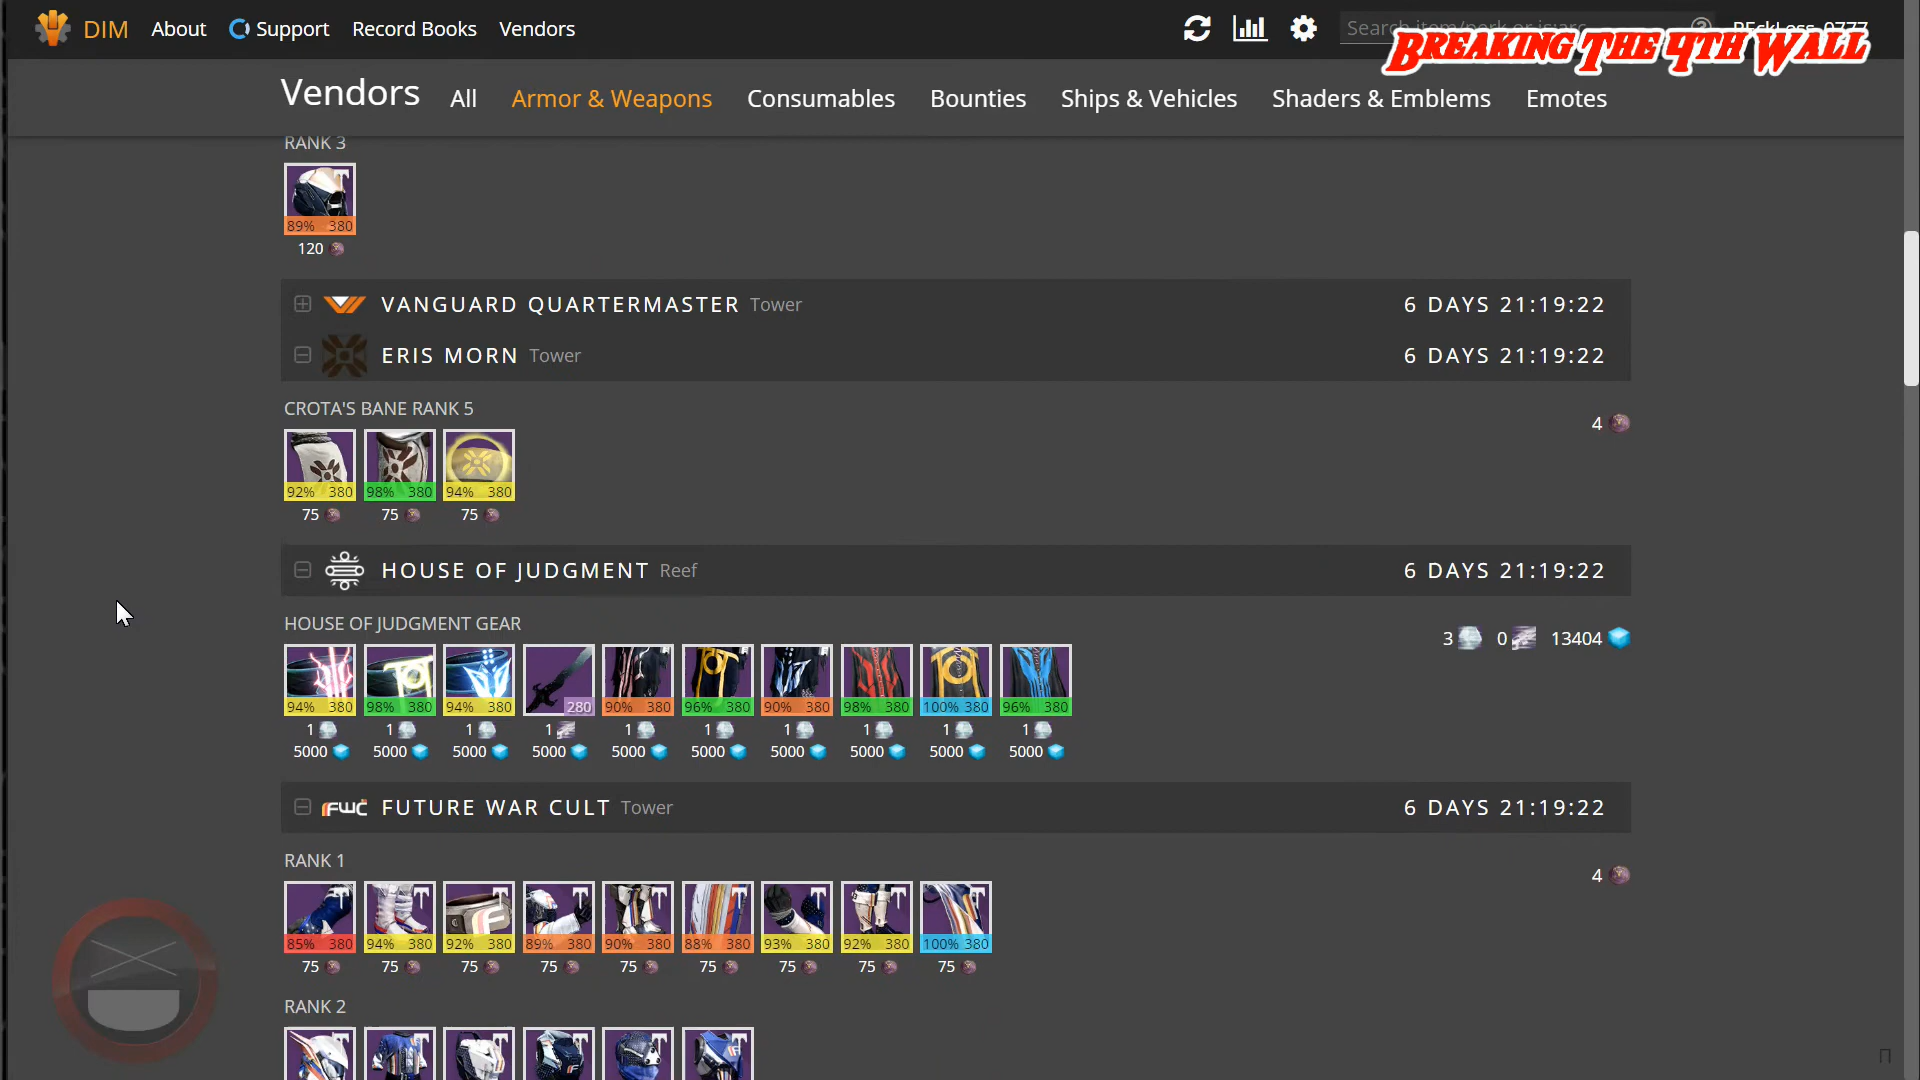 DIM About Support Record Books Vendors
Breaking The 4th Wall
Vendors All Armor & Weapons Consumables Bounties Ships & Vehicles Shaders & Emblems Emotes
RANK 3
89% 380
120
VANGUARD QUARTERMASTER Tower 6 DAYS 21:19:22
ERIS MORN Tower 6 DAYS 21:19:22
CROTA'S BANE RANK 5
4
92% 380 98% 380 94% 380
75 75 75
HOUSE OF JUDGMENT Reef 6 DAYS 21:19:22
HOUSE OF JUDGMENT GEAR
3 0 13404
94% 380 98% 380 94% 380 280 90% 380 96% 380 90% 380 98% 380 100% 380 96% 380
1 1 1 1 1 1 1 1 1 1
5000 5000 5000 5000 5000 5000 5000 5000 5000 5000
FWC FUTURE WAR CULT Tower 6 DAYS 21:19:22
RANK 1
4
85% 380 94% 380 92% 380 89% 380 90% 380 88% 380 93% 380 92% 380 100% 380
75 75 75 75 75 75 75 75 75
RANK 2